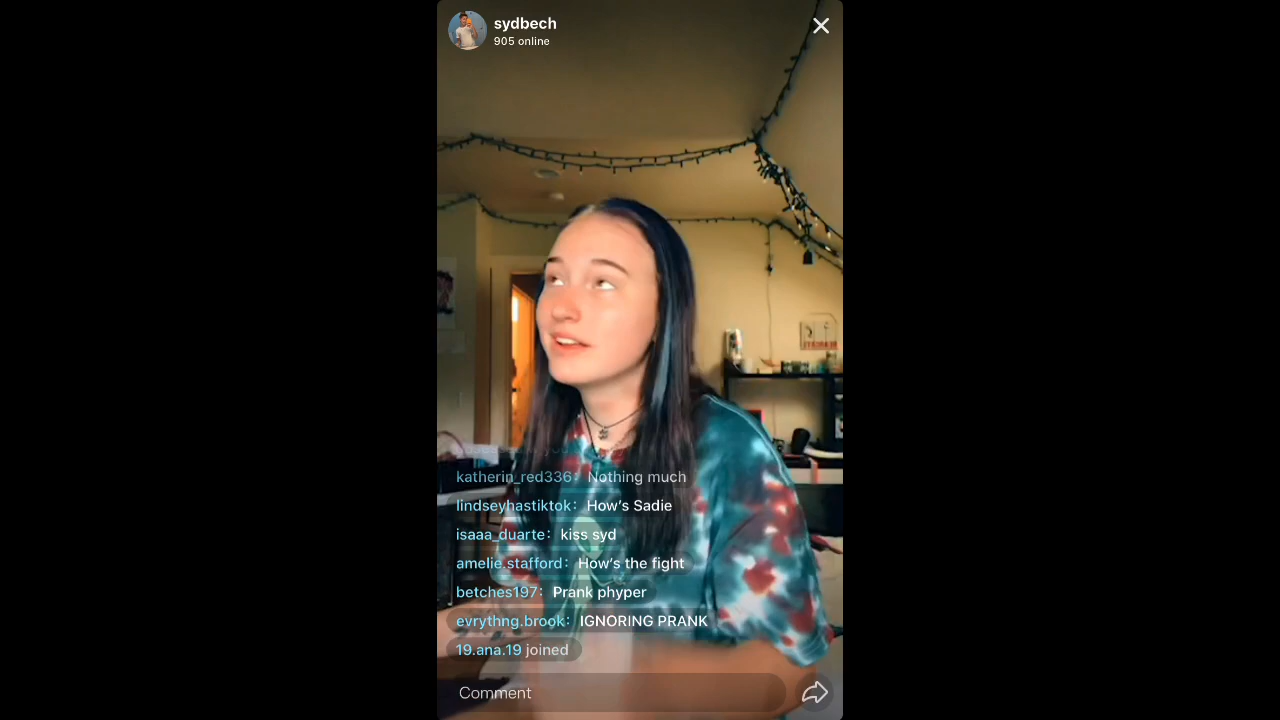 sydbech
905 online
katherin_red336: Nothing much
lindseyhastiktok: How's Sadie
isaaa_duarte: kiss syd
amelie.stafford: How's the fight
betches197: Prank phyper
evrythng.brook: IGNORING PRANK
19.ana.19 joined
Comment